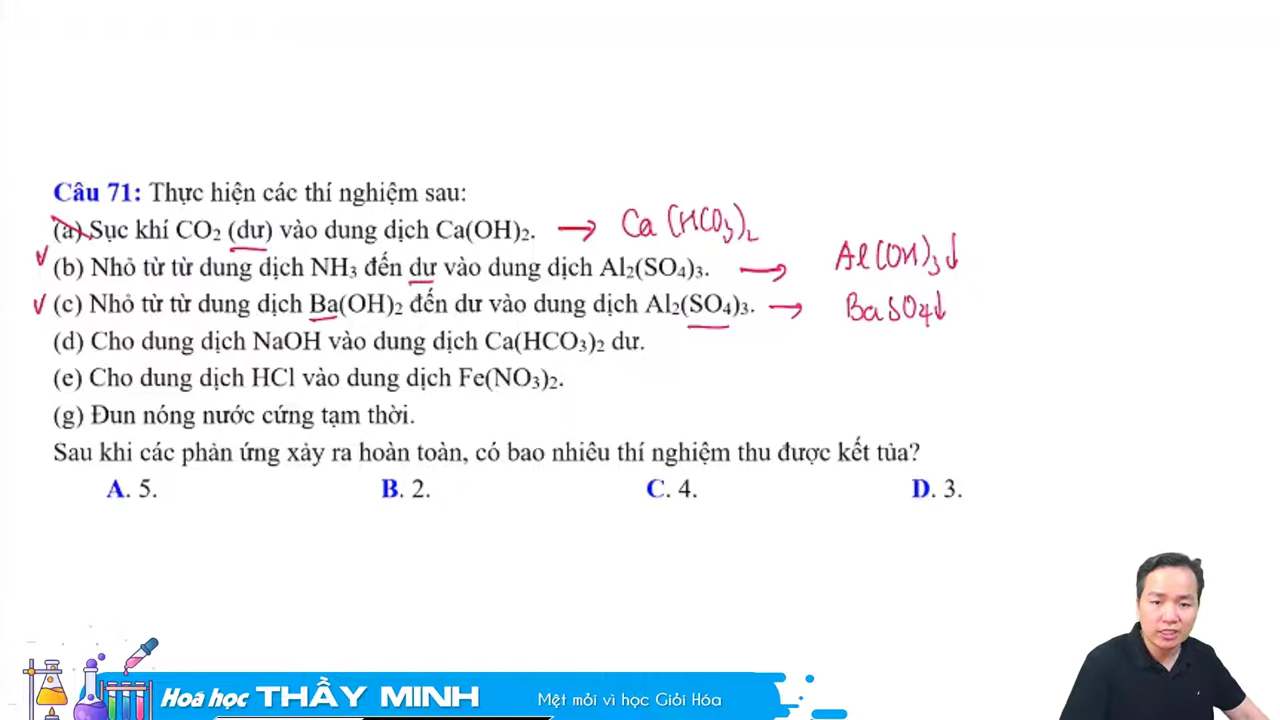 Câu 71: Thực hiện các thí nghiệm sau:
(a) Sục khí CO₂ (dư) vào dung dịch Ca(OH)₂. → Ca(HCO₃)₂
(b) Nhỏ từ từ dung dịch NH₃ đến dư vào dung dịch Al₂(SO₄)₃. → Al(OH)₃↓
(c) Nhỏ từ từ dung dịch Ba(OH)₂ đến dư vào dung dịch Al₂(SO₄)₃. → BaSO₄↓
(d) Cho dung dịch NaOH vào dung dịch Ca(HCO₃)₂ dư.
(e) Cho dung dịch HCl vào dung dịch Fe(NO₃)₂.
(g) Đun nóng nước cứng tạm thời.
Sau khi các phản ứng xảy ra hoàn toàn, có bao nhiêu thí nghiệm thu được kết tủa?
A. 5. B. 2. C. 4. D. 3.
Hoá học THẦY MINH Mệt mỏi vì học Giỏi Hóa